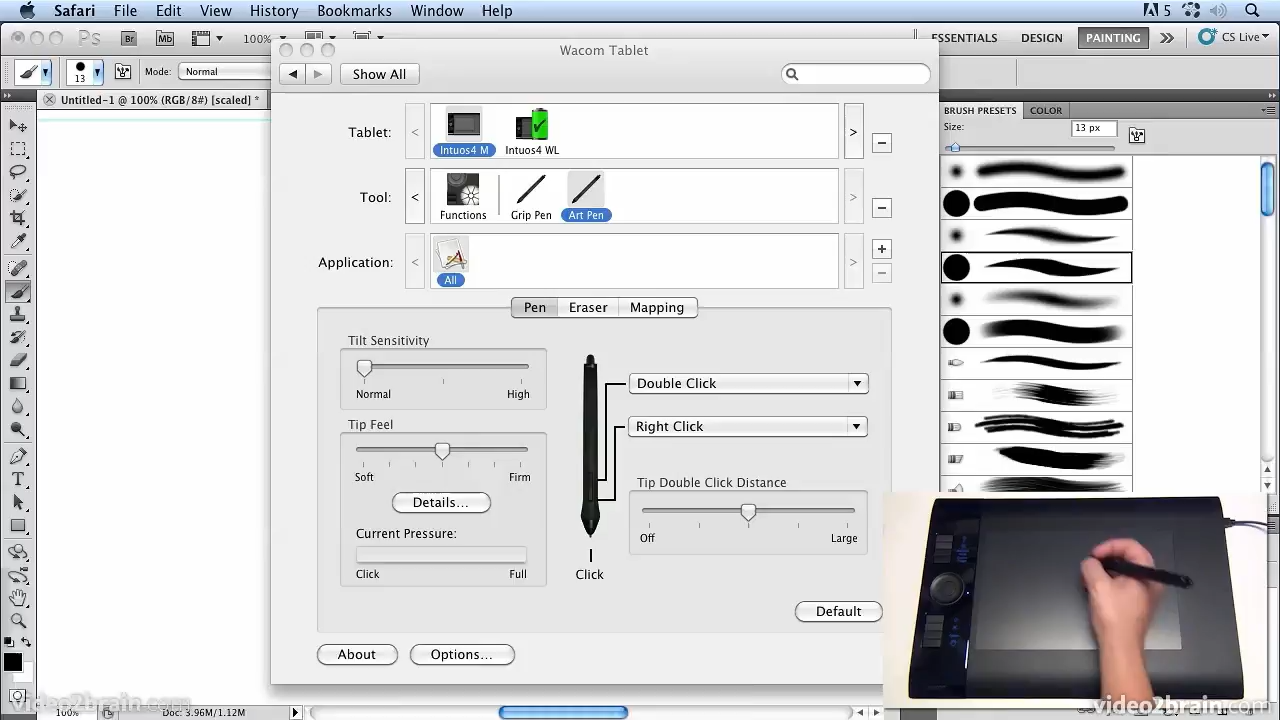 Safari File Edit View History Bookmarks Window Help
5
Ps Br Mb 100%
ESSENTIALS DESIGN PAINTING CS Live
Wacom Tablet
Show All
13 Mode: Normal
Untitled-1 @ 100% (RGB/8#) [scaled] *
BRUSH PRESETS COLOR
Size: 13 px
Tablet: Intuos4 M Intuos4 WL
Tool: Functions Grip Pen Art Pen
Application: All
Pen Eraser Mapping
Tilt Sensitivity
Normal High
Double Click
Right Click
Tip Feel
Soft Firm
Details...
Current Pressure:
Click Full
Tip Double Click Distance
Off Large
Click
Default
About Options...
video2brain.com
video2brain.com
100% Doc: 3.96M/1.12M